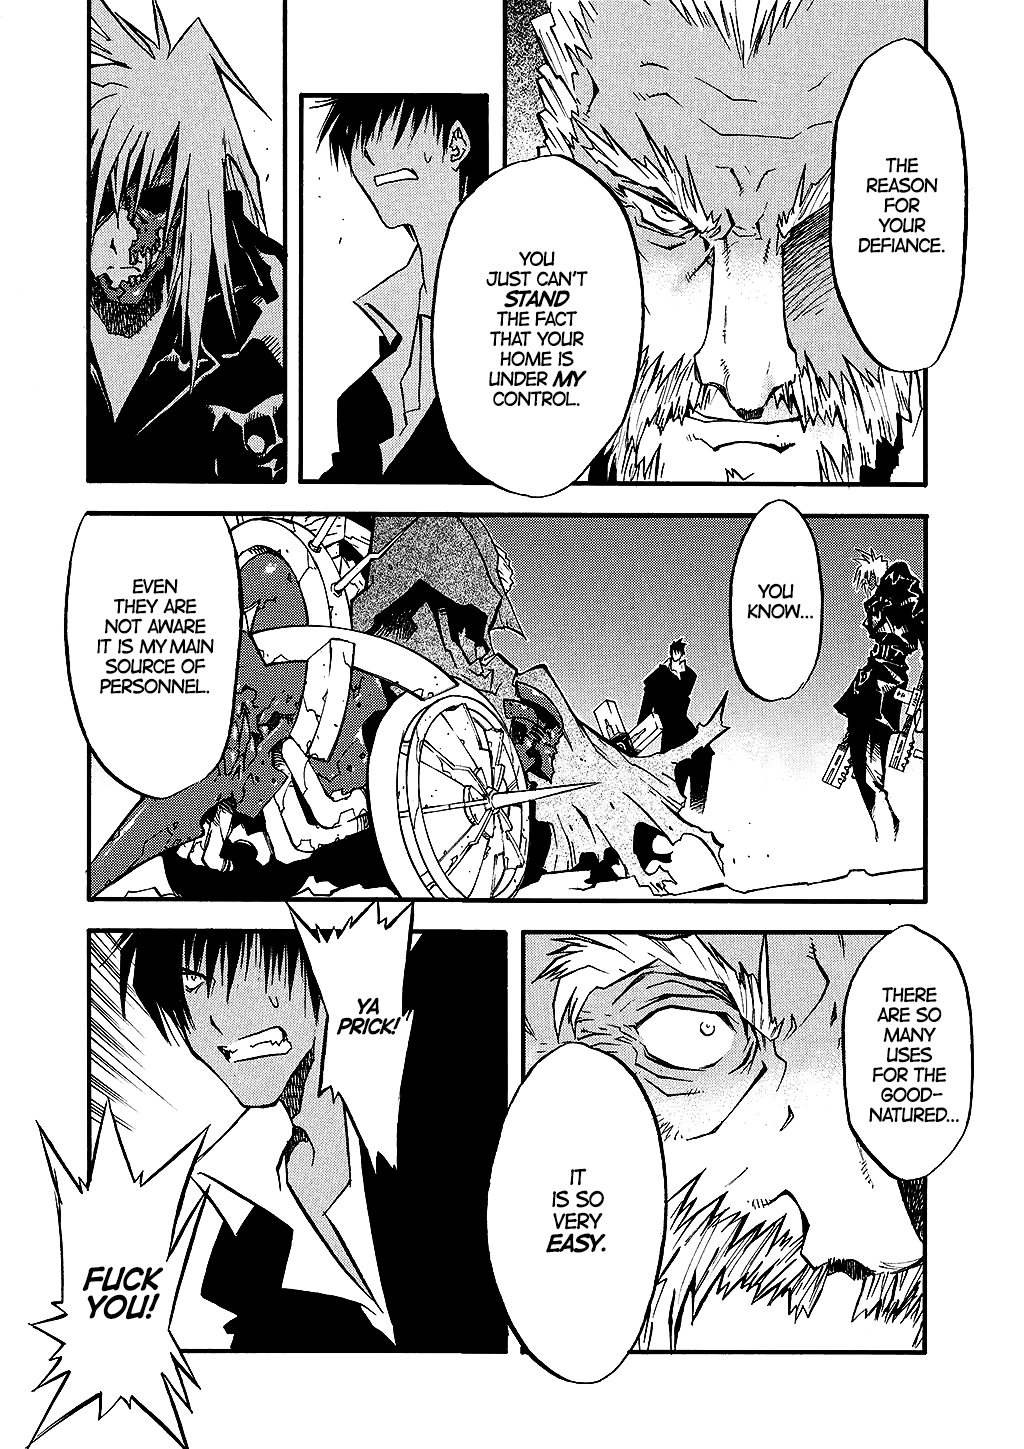 THE
REASON
FOR
YOUR
DEFIANCE.
YOU
JUST CAN'T
STAND
THE FACT
THAT YOUR
HOME IS
UNDER MY
CONTROL.
YOU
KNOW...
EVEN
THEY ARE
NOT AWARE
IT IS MY MAIN
SOURCE OF
PERSONNEL.
THERE
ARE SO
MANY USES
FOR THE
GOOD-
NATURED...
IT
IS SO
VERY
EASY.
YA
PRICK!
FUCK
YOU!